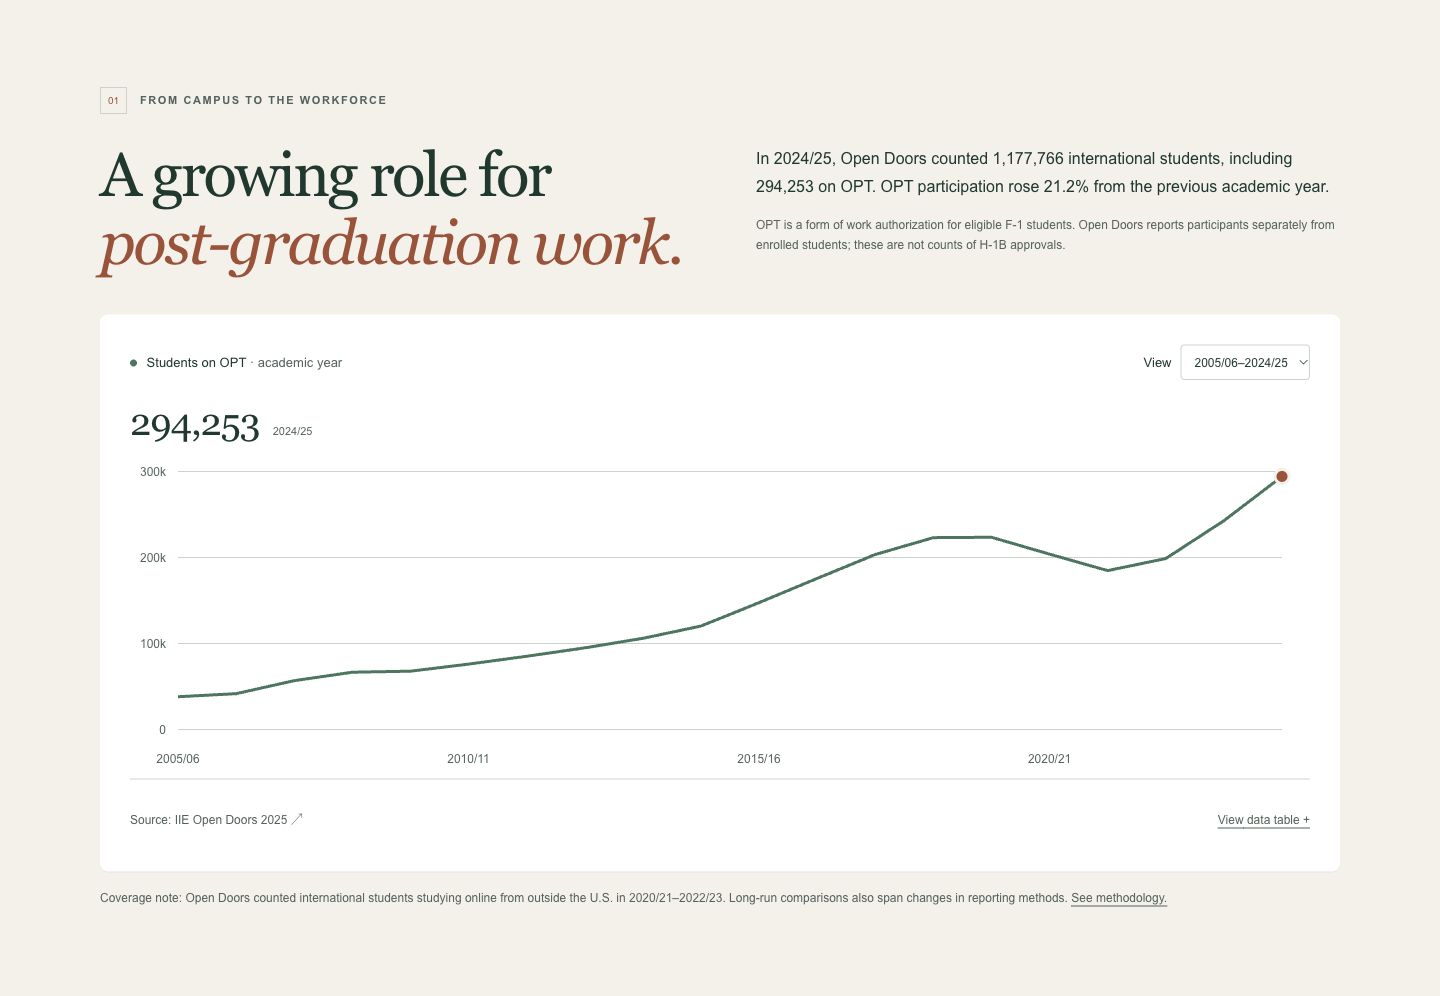 01
FROM CAMPUS TO THE WORKFORCE
A growing role for
post-graduation work.
In 2024/25, Open Doors counted 1,177,766 international students, including
294,253 on OPT. OPT participation rose 21.2% from the previous academic year.
OPT is a form of work authorization for eligible F-1 students. Open Doors reports participants separately from
enrolled students; these are not counts of H-1B approvals.
Students on OPT · academic year
View
2005/06–2024/25
294,253
2024/25
300k
200k
100k
0
2005/06
2010/11
2015/16
2020/21
Source: IIE Open Doors 2025 ↗
View data table +
Coverage note: Open Doors counted international students studying online from outside the U.S. in 2020/21–2022/23. Long-run comparisons also span changes in reporting methods. See methodology.